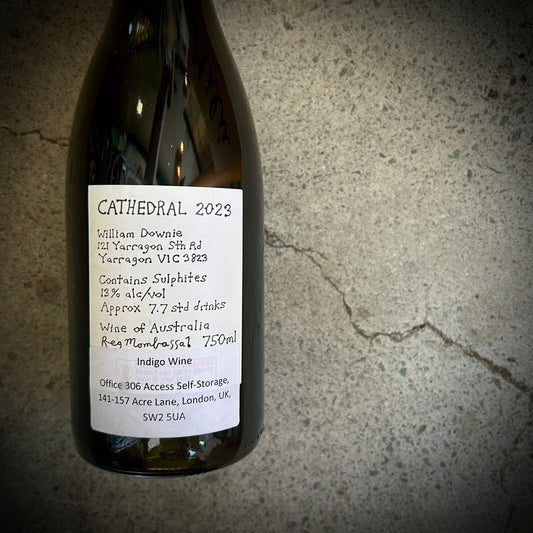 CATHEDRAL 2023
William Downie
121 Yarragon Sth Rd
Yarragon VIC 3823
Contains Sulphites
13% alc/vol
Approx 7.7 std drinks
Wine of Australia
Reg Mombassa 750ml
Indigo Wine
Office 306 Access Self-Storage,
141-157 Acre Lane, London, UK,
SW2 5UA